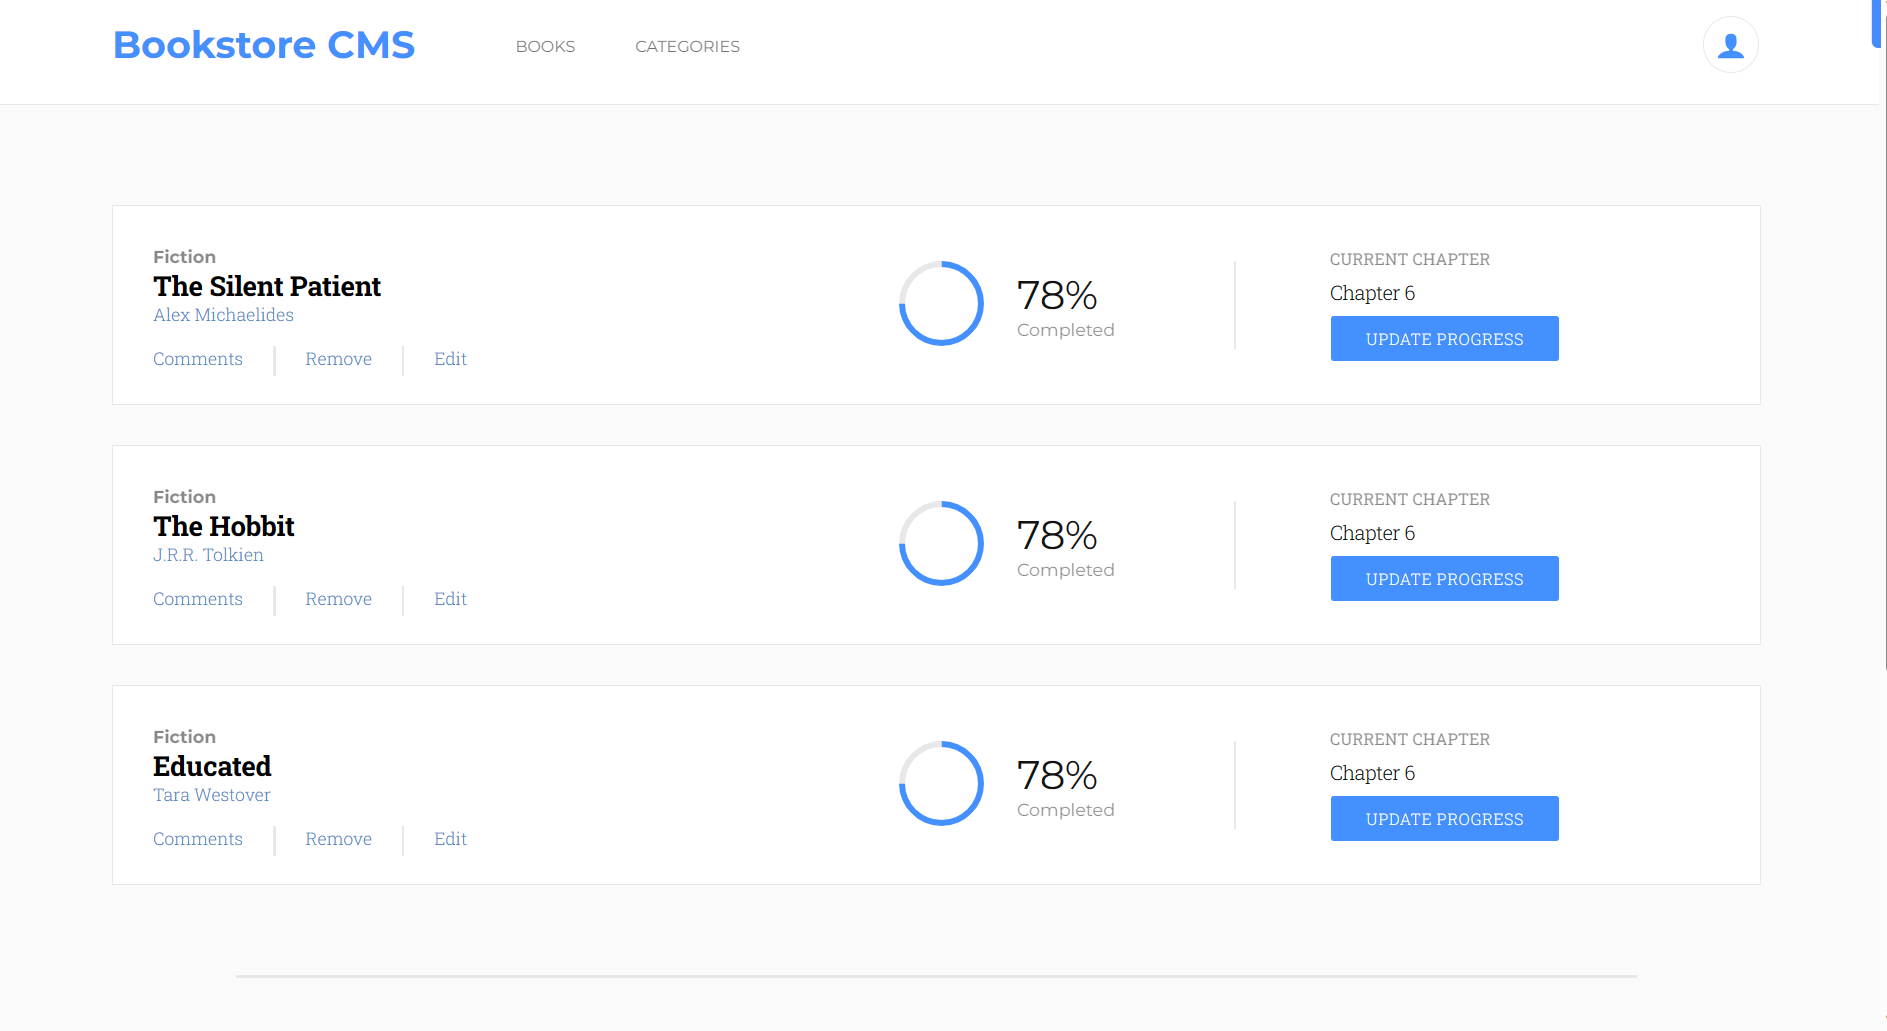 Bookstore CMS
BOOKS
CATEGORIES
Fiction
The Silent Patient
Alex Michaelides
Comments
Remove
Edit
78%
Completed
CURRENT CHAPTER
Chapter 6
UPDATE PROGRESS
Fiction
The Hobbit
J.R.R. Tolkien
Comments
Remove
Edit
78%
Completed
CURRENT CHAPTER
Chapter 6
UPDATE PROGRESS
Fiction
Educated
Tara Westover
Comments
Remove
Edit
78%
Completed
CURRENT CHAPTER
Chapter 6
UPDATE PROGRESS